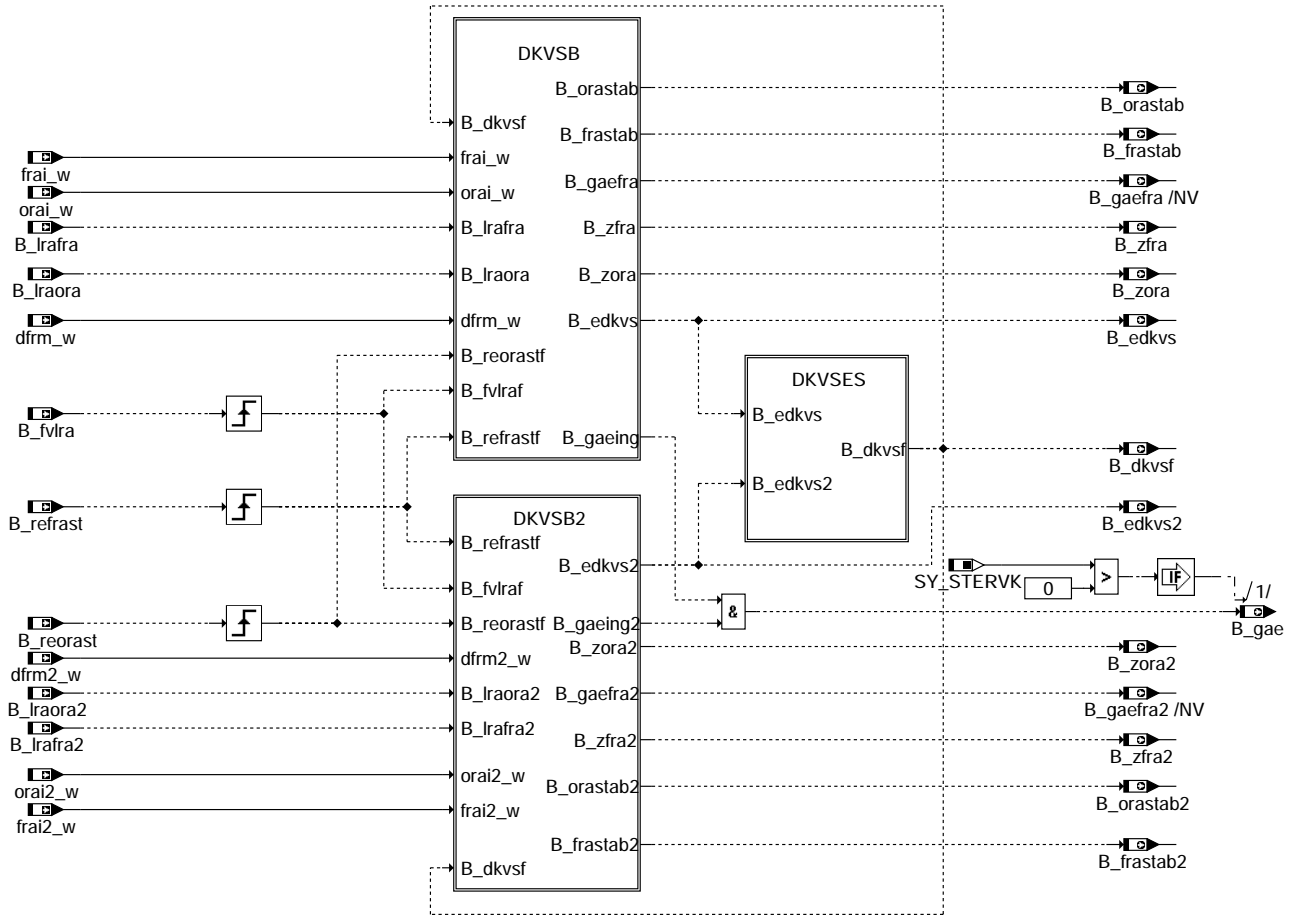 DKVSB
B_orastab
B_dkvsf
B_frastab
frai_w
B_gaefra
orai_w
B_lrafra
B_zfra
B_lraora
B_zora
dfrm_w
B_edkvs
B_reorastf
B_fvlraf
B_refrastf
B_gaeing
frai_w
orai_w
B_lrafra
B_lraora
dfrm_w
B_fvlra
B_refrast
B_reorast
dfrm2_w
B_lraora2
B_lrafra2
orai2_w
frai2_w
DKVSB2
B_refrastf
B_edkvs2
B_fvlraf
B_reorastf
B_gaeing2
B_zora2
dfrm2_w
B_lraora2
B_gaefra2
B_lrafra2
B_zfra2
orai2_w
B_orastab2
frai2_w
B_frastab2
B_dkvsf
DKVSES
B_edkvs
B_dkvsf
B_edkvs2
&
SY_STERVK
0
>
IF
/1/
B_orastab
B_frastab
B_gaefra /NV
B_zfra
B_zora
B_edkvs
B_dkvsf
B_edkvs2
B_gae
B_zora2
B_gaefra2 /NV
B_zfra2
B_orastab2
B_frastab2